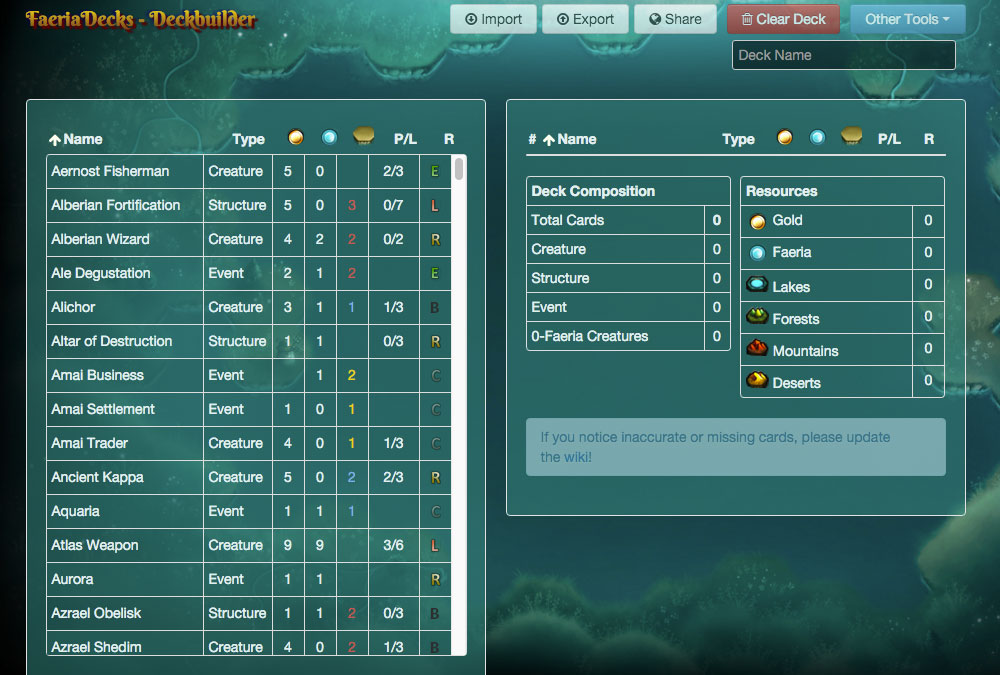 FaeriaDecks - Deckbuilder
Import Export Share Clear Deck Other Tools
Deck Name
Name Type P/L R
Aernost Fisherman Creature 5 0 2/3 E
Alberian Fortification Structure 5 0 3 0/7 L
Alberian Wizard Creature 4 2 2 0/2 R
Ale Degustation Event 2 1 2 E
Alichor Creature 3 1 1 1/3 B
Altar of Destruction Structure 1 1 0/3 R
Amai Business Event 1 2 C
Amai Settlement Event 1 0 1 C
Amai Trader Creature 4 0 1 1/3 C
Ancient Kappa Creature 5 0 2 2/3 R
Aquaria Event 1 1 1 C
Atlas Weapon Creature 9 9 3/6 L
Aurora Event 1 1 R
Azrael Obelisk Structure 1 1 2 0/3 B
Azrael Shedim Creature 4 0 2 1/3 B
# Name Type P/L R
Deck Composition
Total Cards 0
Creature 0
Structure 0
Event 0
0-Faeria Creatures 0
Resources
Gold 0
Faeria 0
Lakes 0
Forests 0
Mountains 0
Deserts 0
If you notice inaccurate or missing cards, please update
the wiki!